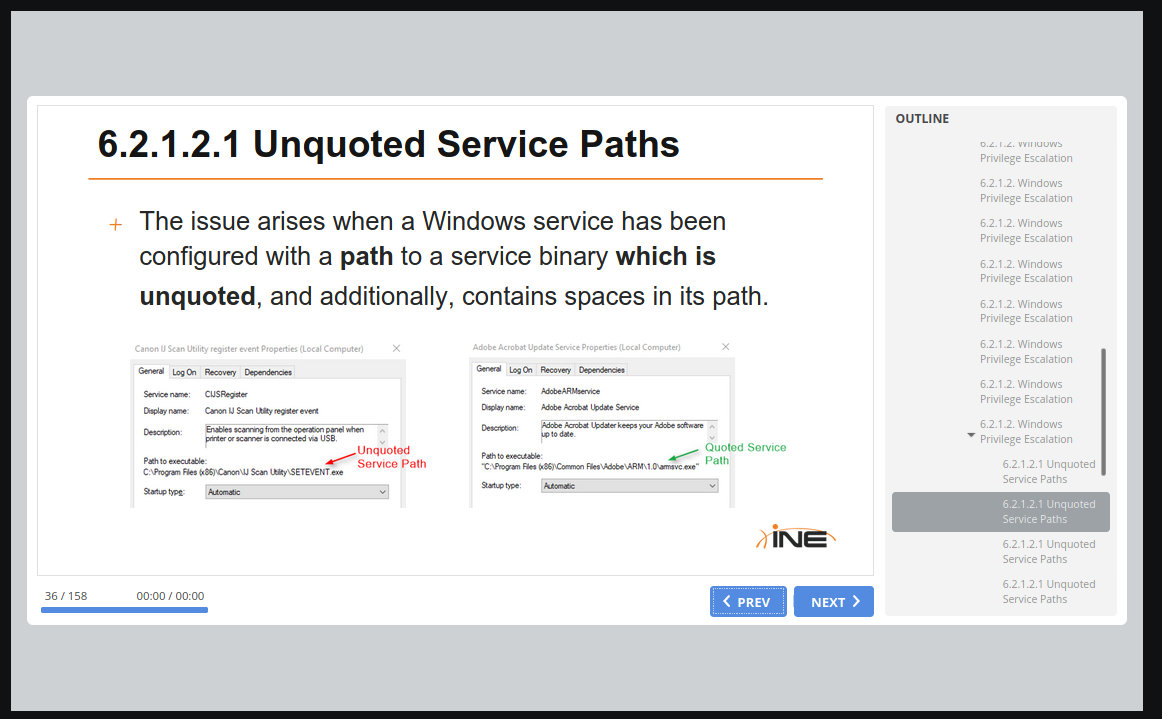 6.2.1.2.1 Unquoted Service Paths
The issue arises when a Windows service has been
configured with a path to a service binary which is
unquoted, and additionally, contains spaces in its path.
Canon IJ Scan Utility register event Properties (Local Computer)
General Log On Recovery Dependencies
Service name: CIJSRegister
Display name: Canon IJ Scan Utility register event
Description: Enables scanning from the operation panel when
printer or scanner is connected via USB.
Path to executable:
C:\Program Files (x86)\Canon\IJ Scan Utility\SETEVENT.exe
Startup type: Automatic
Unquoted
Service Path
Adobe Acrobat Update Service Properties (Local Computer)
General Log On Recovery Dependencies
Service name: AdobeARMservice
Display name: Adobe Acrobat Update Service
Description: Adobe Acrobat Updater keeps your Adobe software
up to date.
Path to executable:
"C:\Program Files (x86)\Common Files\Adobe\ARM\1.0\armsvc.exe"
Startup type: Automatic
Quoted Service
Path
INE
36 / 158 00:00 / 00:00
PREV NEXT
OUTLINE
6.2.1.2. Windows
Privilege Escalation
6.2.1.2. Windows
Privilege Escalation
6.2.1.2. Windows
Privilege Escalation
6.2.1.2. Windows
Privilege Escalation
6.2.1.2. Windows
Privilege Escalation
6.2.1.2. Windows
Privilege Escalation
6.2.1.2. Windows
Privilege Escalation
6.2.1.2. Windows
Privilege Escalation
6.2.1.2.1 Unquoted
Service Paths
6.2.1.2.1 Unquoted
Service Paths
6.2.1.2.1 Unquoted
Service Paths
6.2.1.2.1 Unquoted
Service Paths